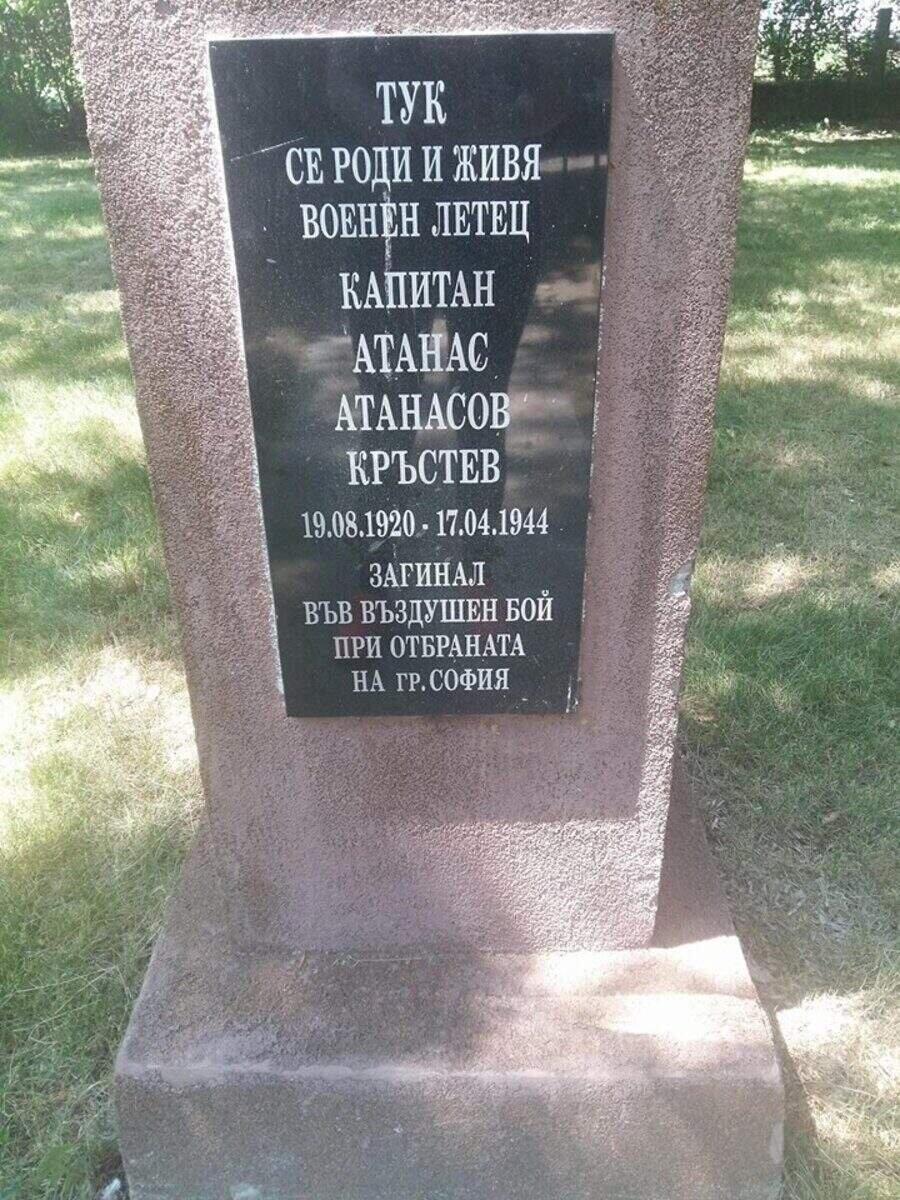 ТУК
СЕ РОДИ И ЖИВЯ
ВОЕНЕН ЛЕТЕЦ
КАПИТАН
АТАНАС
АТАНАСОВ
КРЪСТЕВ
19.08.1920 - 17.04.1944
ЗАГИНАЛ
ВЪВ ВЪЗДУШЕН БОЙ
ПРИ ОТБРАНАТА
НА ГР. СОФИЯ